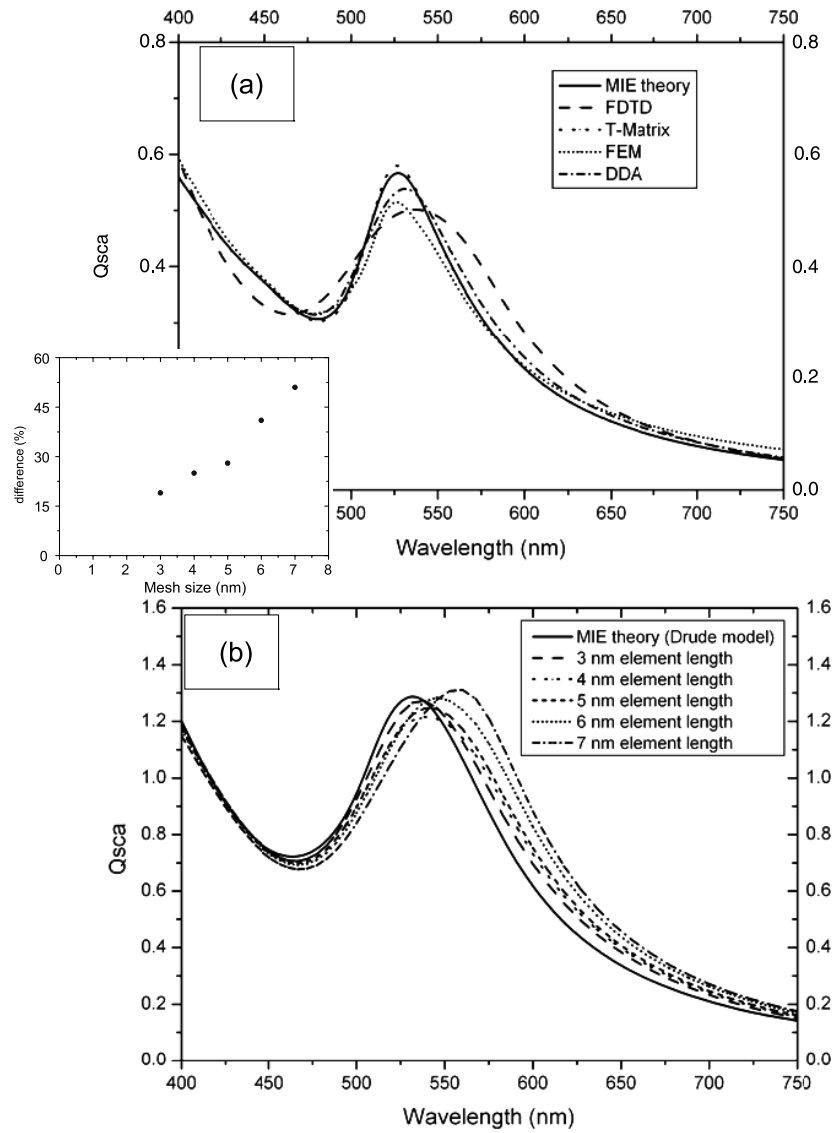 400 450 500 550 600 650 700 750
0.8 0.8
(a)
MIE theory
FDTD
T-Matrix
FEM
DDA
0.6 0.6
Qsca
0.4 0.4
0.2
0.0
500 550 600 650 700 750
Wavelength (nm)
60
45
30
15
0
difference (%)
0 1 2 3 4 5 6 7 8
Mesh size (nm)
1.6 1.6
(b)
MIE theory (Drude model)
3 nm element length
4 nm element length
5 nm element length
6 nm element length
7 nm element length
1.4 1.4
1.2 1.2
1.0 1.0
Qsca
0.8 0.8
0.6 0.6
0.4 0.4
0.2 0.2
0.0 0.0
400 450 500 550 600 650 700 750
Wavelength (nm)